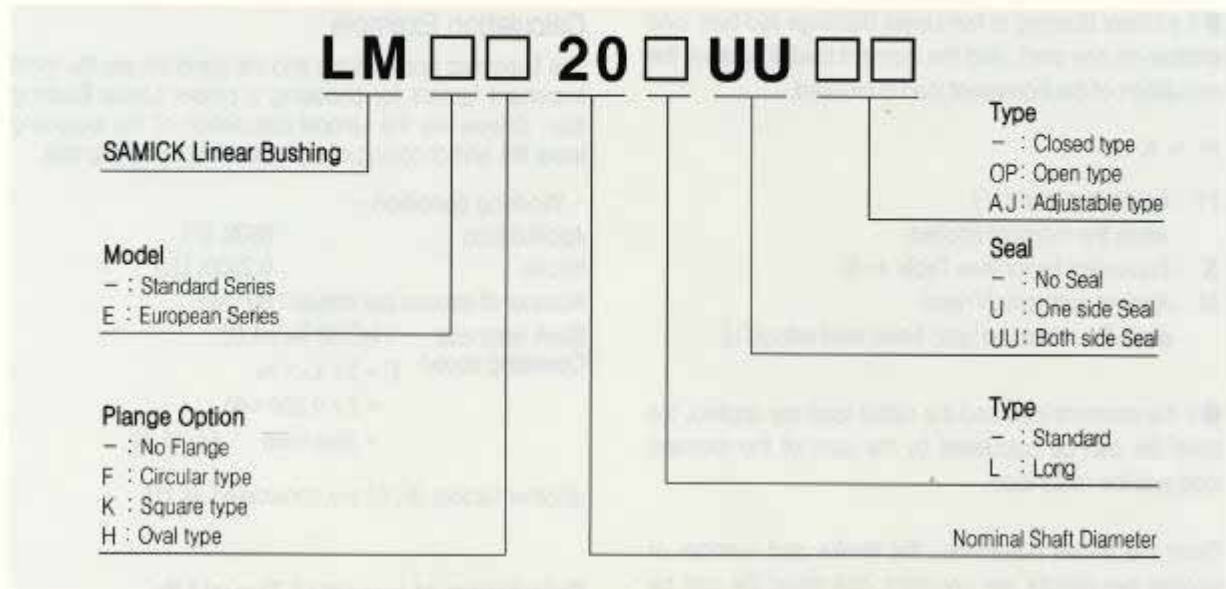 LM □□ 20 □ UU □□
SAMICK Linear Bushing
Model
- : Standard Series
E : European Series
Plange Option
- : No Flange
F : Circular type
K : Square type
H : Oval type
Type
- : Closed type
OP : Open type
AJ : Adjustable type
Seal
- : No Seal
U : One side Seal
UU : Both side Seal
Type
- : Standard
L : Long
Nominal Shaft Diameter